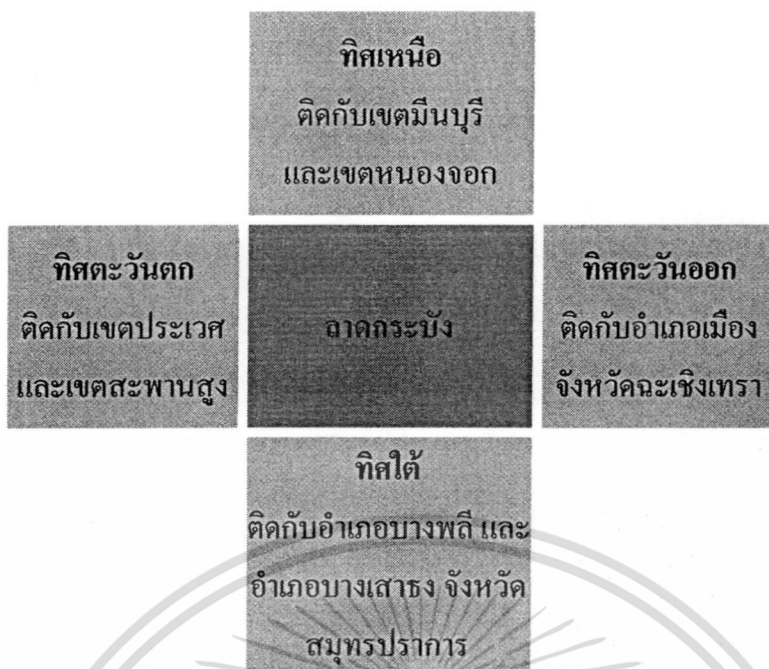 ทิศเหนือ
ติดกับเขตมีนบุรี
และเขตหนองจอก
ทิศตะวันตก
ติดกับเขตประเวศ
และเขตสะพานสูง
ลาดกระบัง
ทิศตะวันออก
ติดกับอำเภอเมือง
จังหวัดฉะเชิงเทรา
ทิศใต้
ติดกับอำเภอบางพลี และ
อำเภอบางเสาธง จังหวัด
สมุทรปราการ